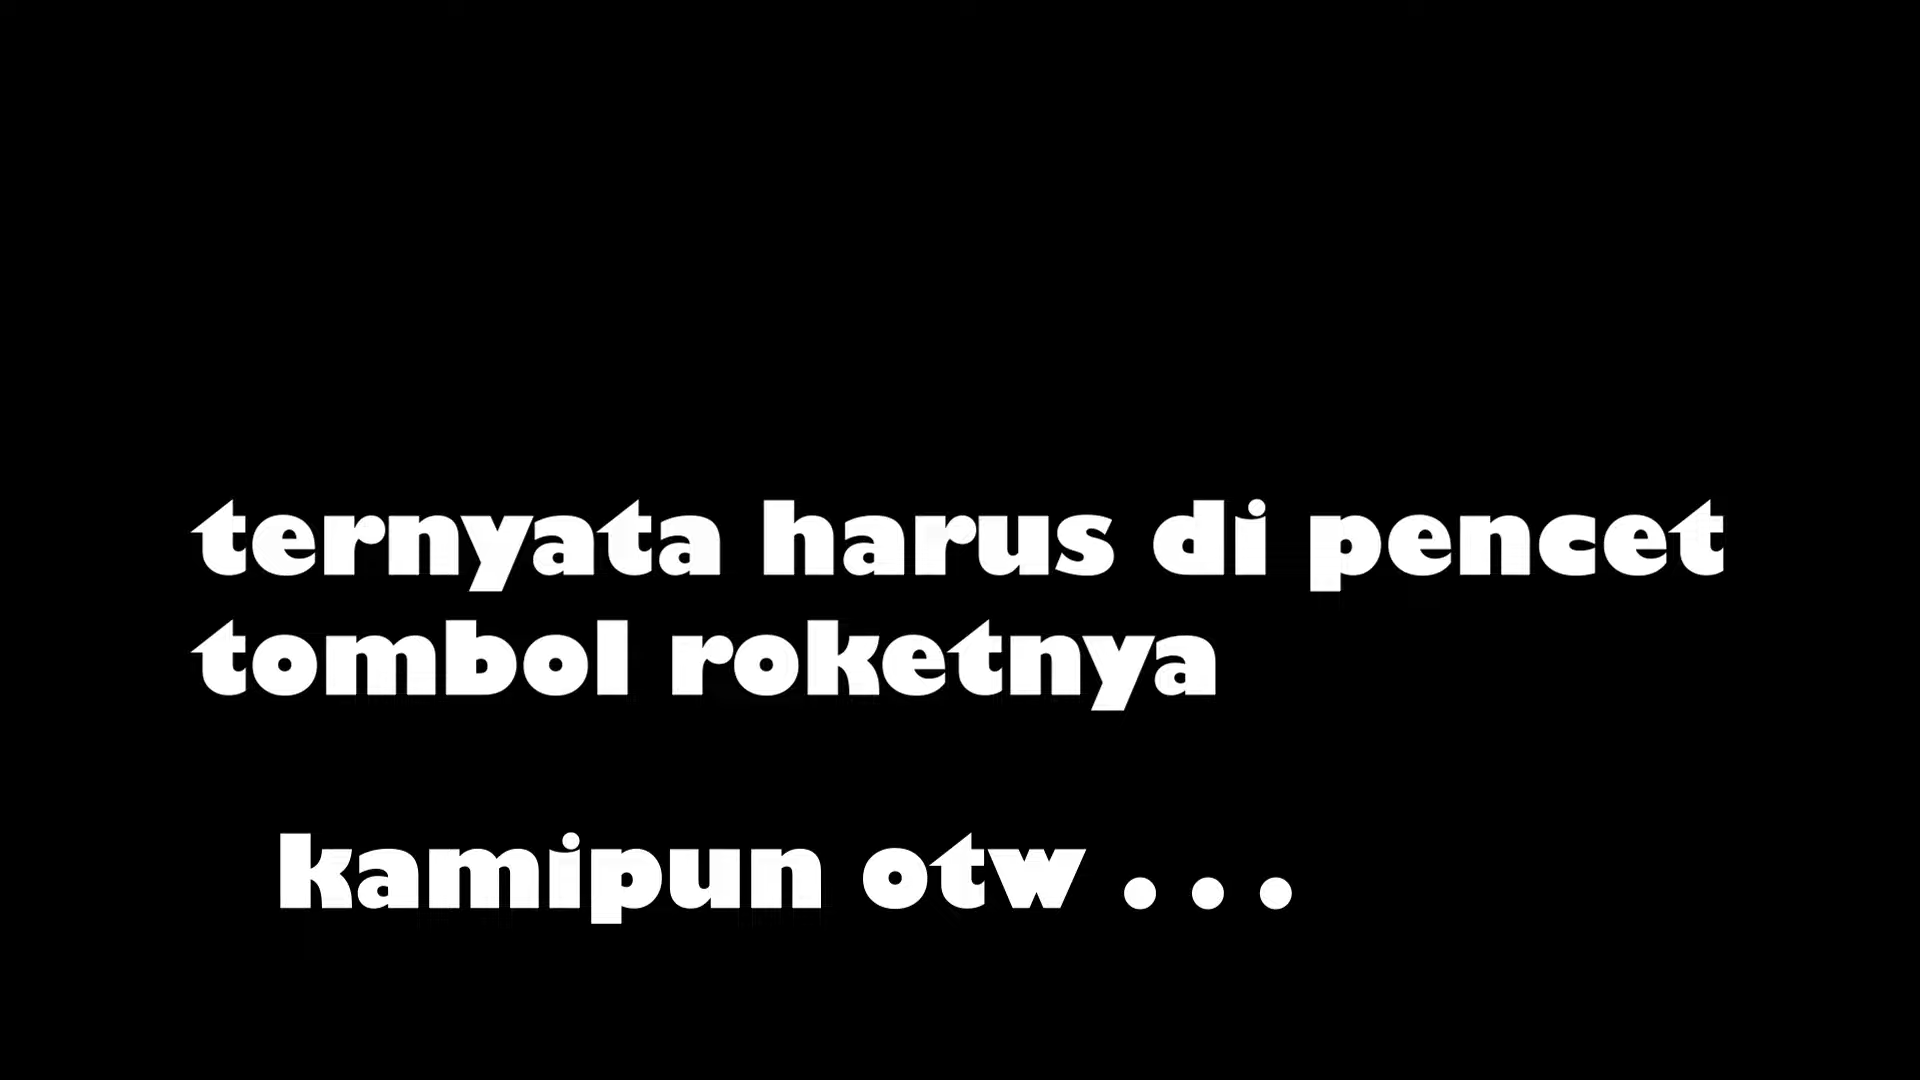 ternyata harus di pencet
tombol roketnya
kamipun otw . . .